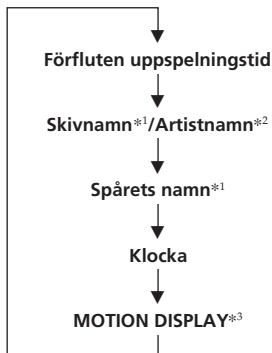 Förfluten uppspelningstid
Skivnamn*1/Artistnamn*2
Spårets namn*1
Klocka
MOTION DISPLAY*3